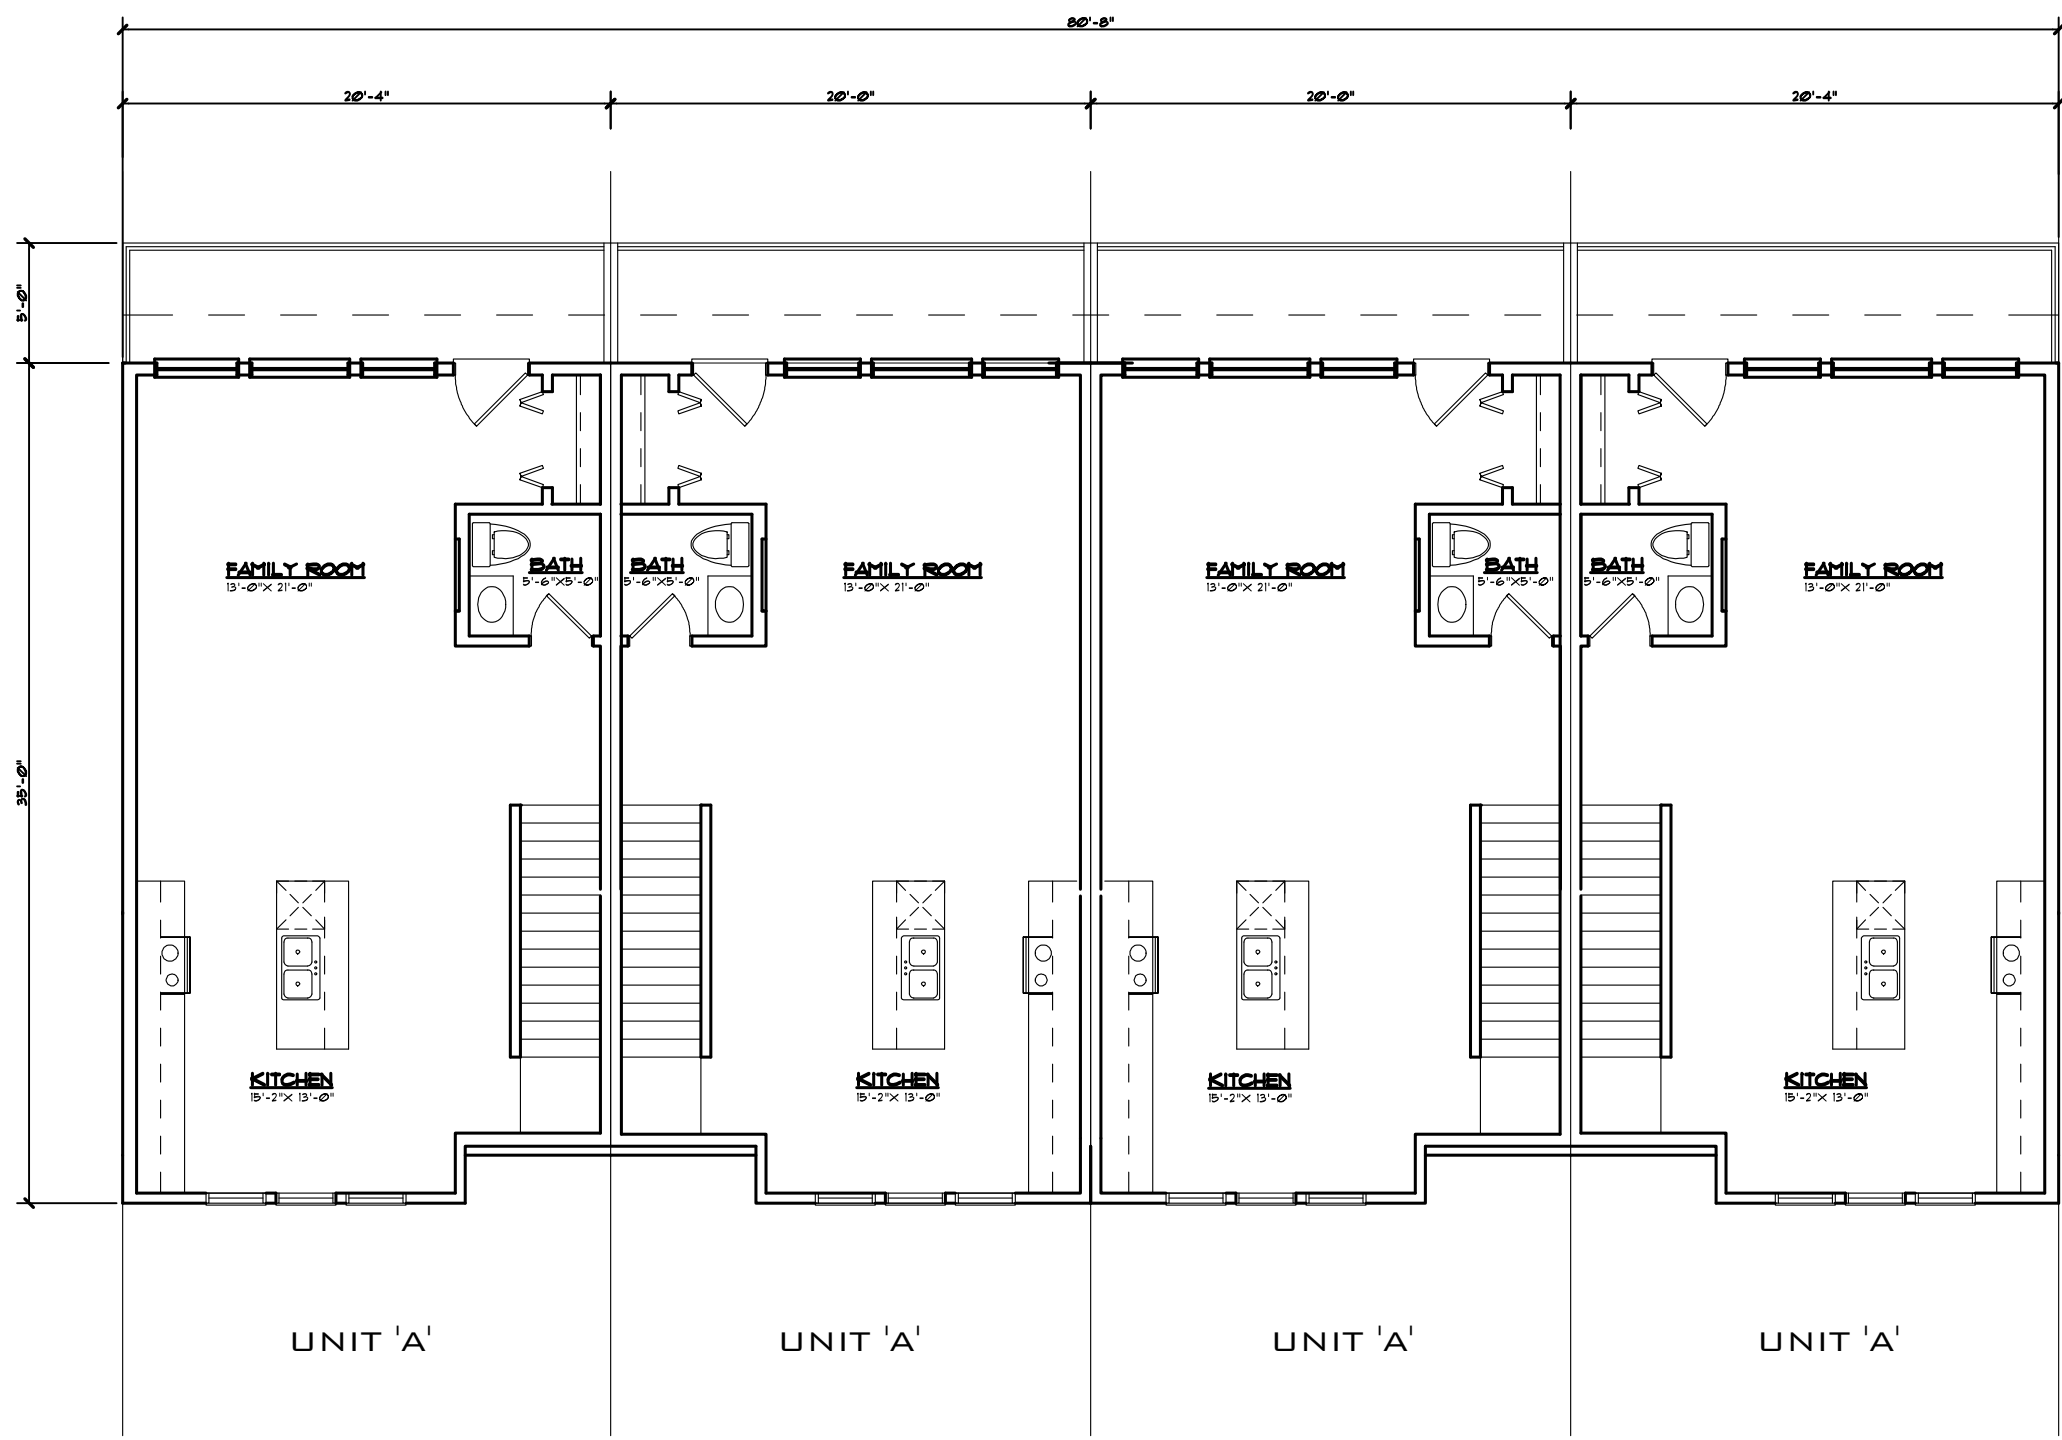 80'-8"
20'-4"
20'-0"
20'-0"
20'-4"
5'-0"
35'-0"
FAMILY ROOM
13'-0"X 21'-0"
BATH
5'-6"X5'-0"
BATH
5'-6"X5'-0"
FAMILY ROOM
13'-0"X 21'-0"
FAMILY ROOM
13'-0"X 21'-0"
BATH
5'-6"X5'-0"
BATH
5'-6"X5'-0"
FAMILY ROOM
13'-0"X 21'-0"
KITCHEN
15'-2"X 13'-0"
KITCHEN
15'-2"X 13'-0"
KITCHEN
15'-2"X 13'-0"
KITCHEN
15'-2"X 13'-0"
UNIT 'A'
UNIT 'A'
UNIT 'A'
UNIT 'A'